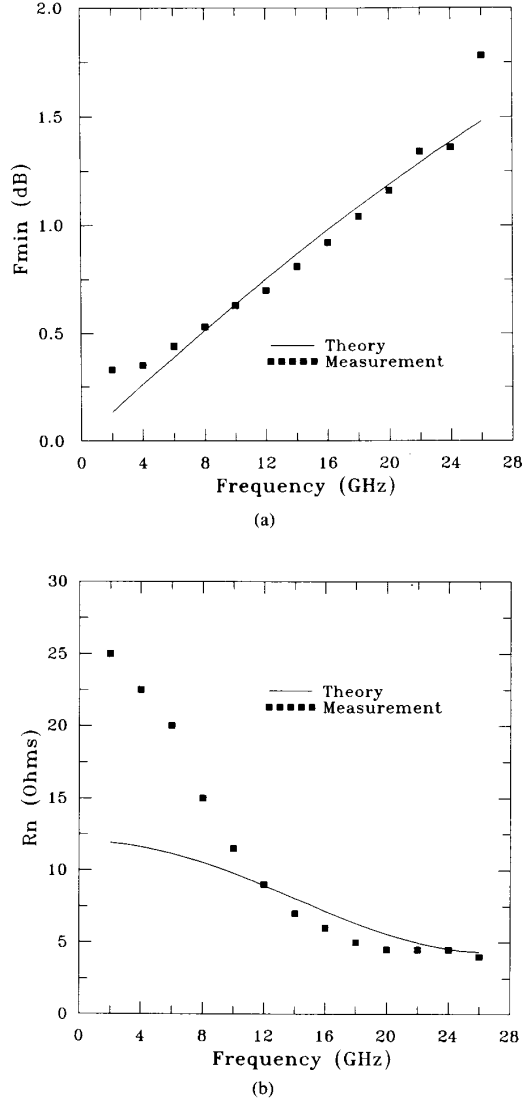 2.0
1.5
1.0
0.5
0.0
Fmin (dB)
Theory
Measurement
0 4 8 12 16 20 24 28
Frequency (GHz)
(a)
30
25
20
15
10
5
0
Rn (Ohms)
Theory
Measurement
0 4 8 12 16 20 24 28
Frequency (GHz)
(b)